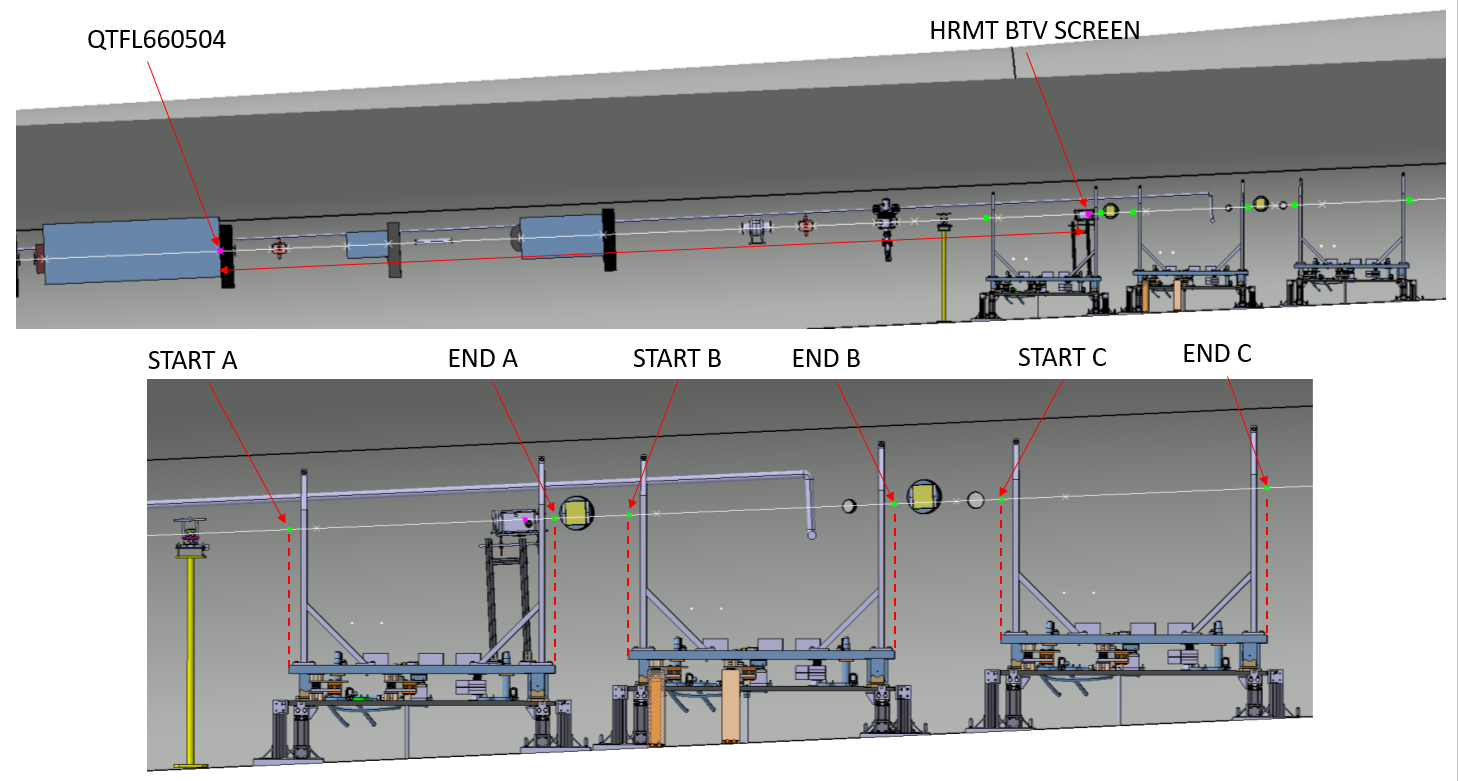 QTFL660504
HRMT BTV SCREEN
START A
END A
START B
END B
START C
END C